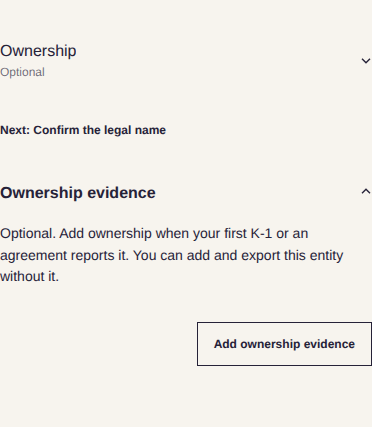 Ownership
Optional
Next: Confirm the legal name
Ownership evidence
Optional. Add ownership when your first K-1 or an
agreement reports it. You can add and export this entity
without it.
Add ownership evidence